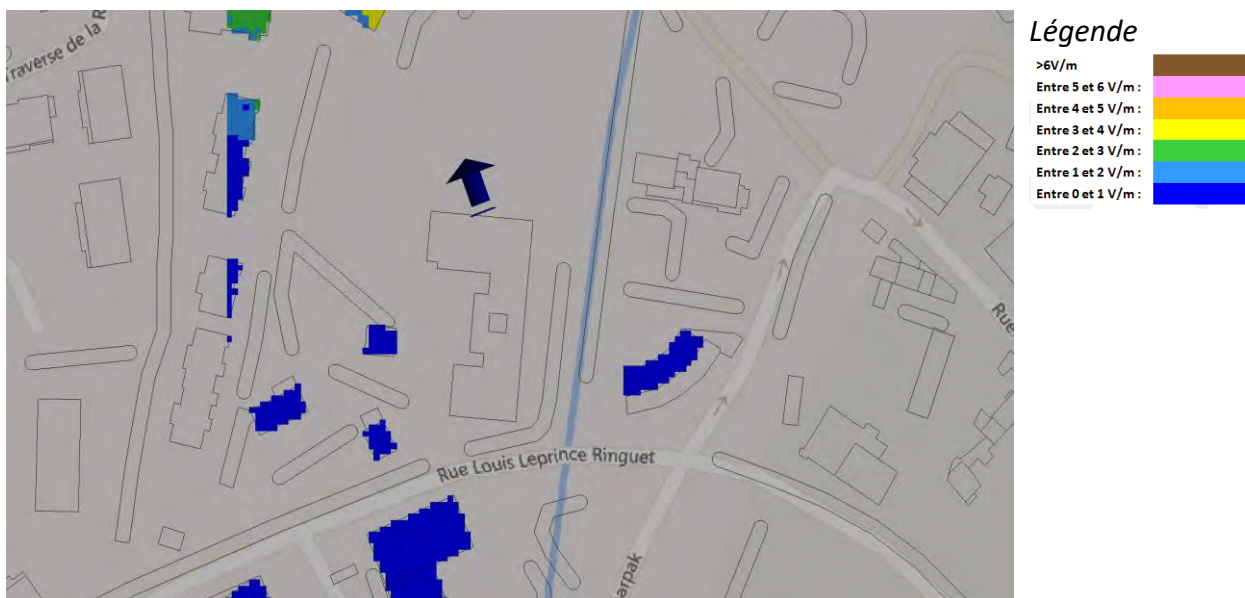 Traverse de la R
Rue Louis Leprince Ringuet
Rue
arpak
Légende
>6V/m
Entre 5 et 6 V/m :
Entre 4 et 5 V/m :
Entre 3 et 4 V/m :
Entre 2 et 3 V/m :
Entre 1 et 2 V/m :
Entre 0 et 1 V/m :